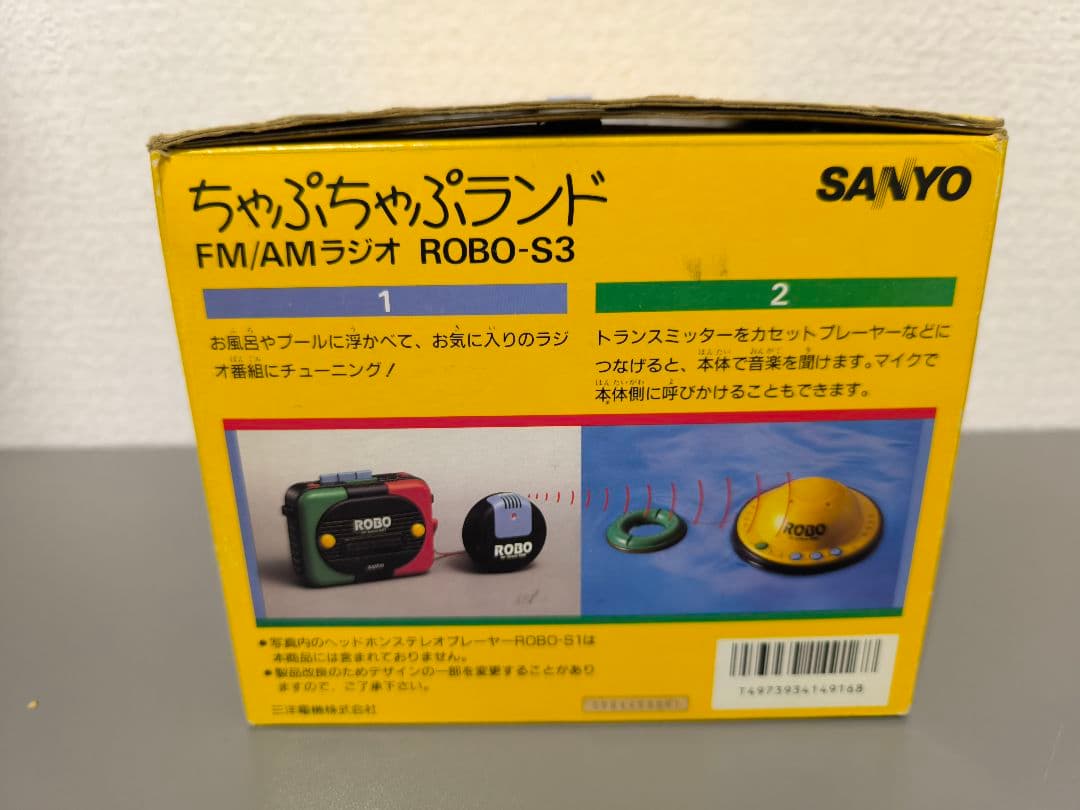 ちゃぷちゃぷランド
SANYO
FM/AMラジオ ROBO-S3
1
お風呂やプールに浮かべて、お気に入りのラジ
オ番組にチューニング!
2
トランスミッターをカセットプレーヤーなどに
つなげると、本体で音楽を聞けます。マイクで
本体側に呼びかけることもできます。
ROBO
SANYO
ROBO
ROBO
●写真内のヘッドホンステレオプレーヤーROBO-S1は
本商品には含まれておりません。
●製品改良のためデザインの一部を変更することがあり
ますので、ご了承下さい。
三洋電機株式会社
T4973934149168